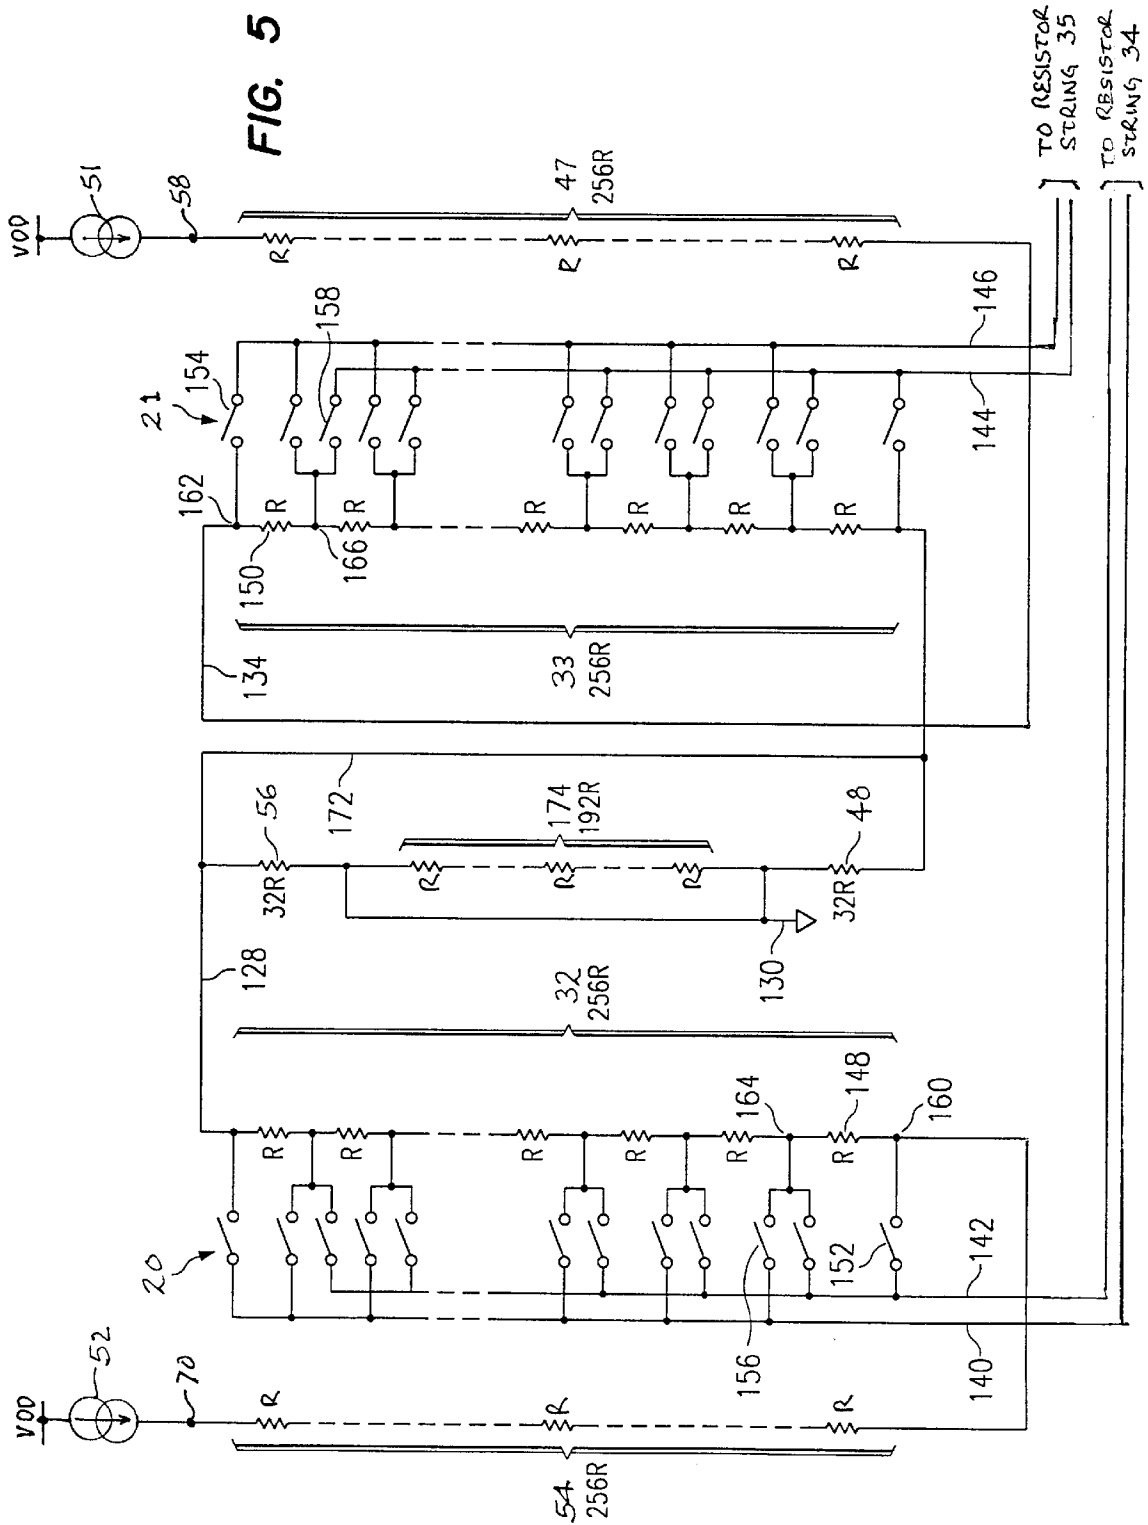 FIG. 5
VDD
51
58
R
R
R
47
256R
TO RESISTOR
STRING 35
TO RESISTOR
STRING 34
21
154
158
162
150
R
166
R
R
R
R
R
146
144
134
33
256R
172
56
32R
174
192R
R
R
R
48
32R
130
128
32
256R
R
R
R
R
R
R
164
148
160
20
156
152
142
140
VDD
52
70
R
R
R
54
256R